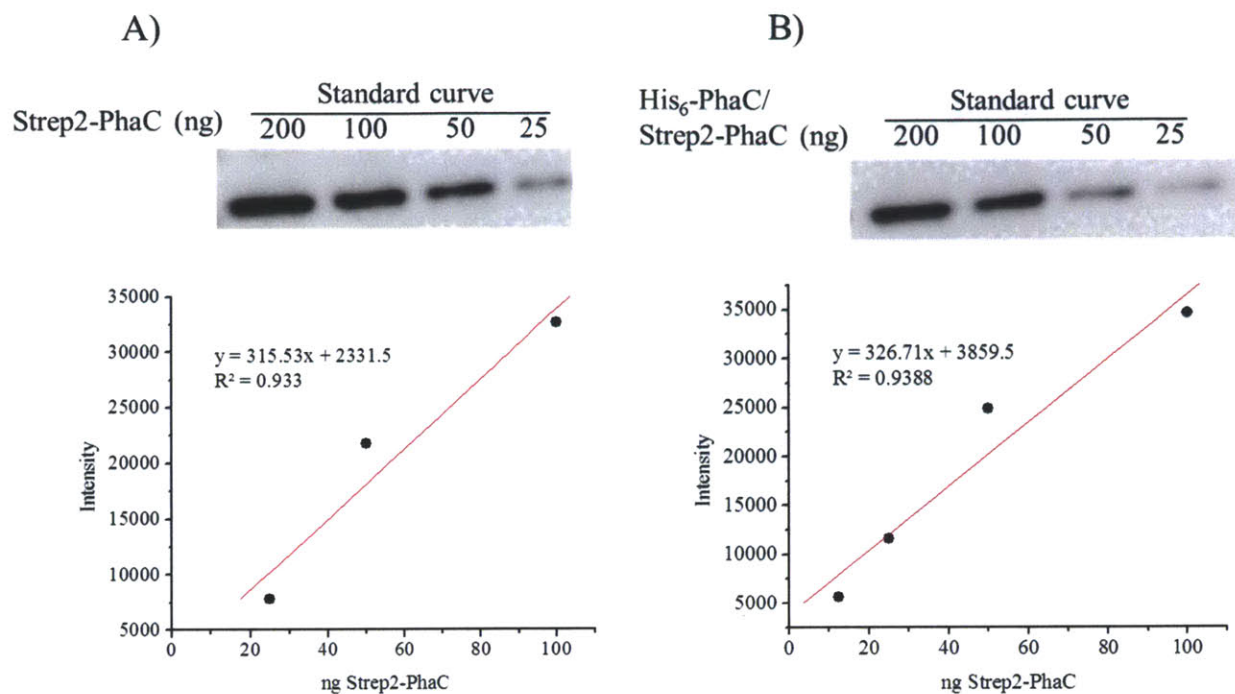 A)
Standard curve
Strep2-PhaC (ng)
200 100 50 25
35000
30000
25000
20000
15000
10000
5000
Intensity
y = 315.53x + 2331.5
R² = 0.933
0 20 40 60 80 100
ng Strep2-PhaC
B)
His₆-PhaC/
Strep2-PhaC (ng)
Standard curve
200 100 50 25
35000
30000
25000
20000
15000
10000
5000
Intensity
y = 326.71x + 3859.5
R² = 0.9388
0 20 40 60 80 100
ng Strep2-PhaC